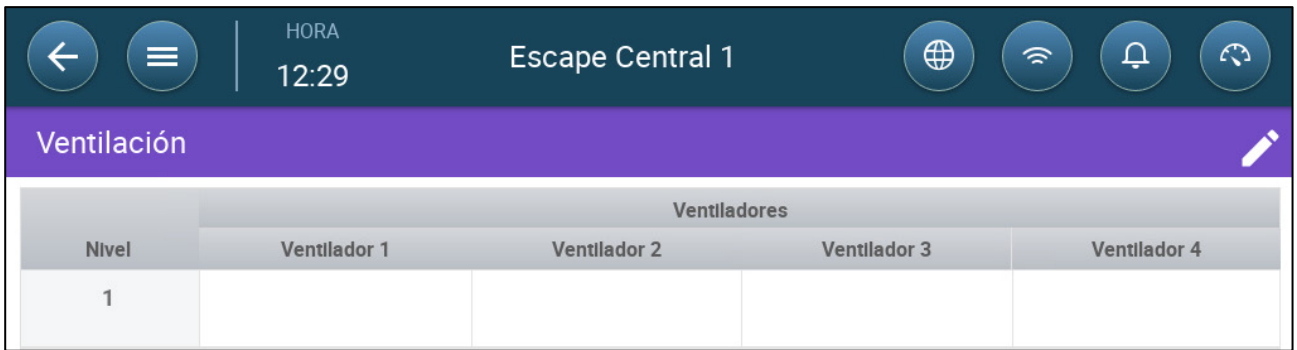 HORA
12:29
Escape Central 1
Ventilación
Ventiladores
Nivel Ventilador 1 Ventilador 2 Ventilador 3 Ventilador 4
1